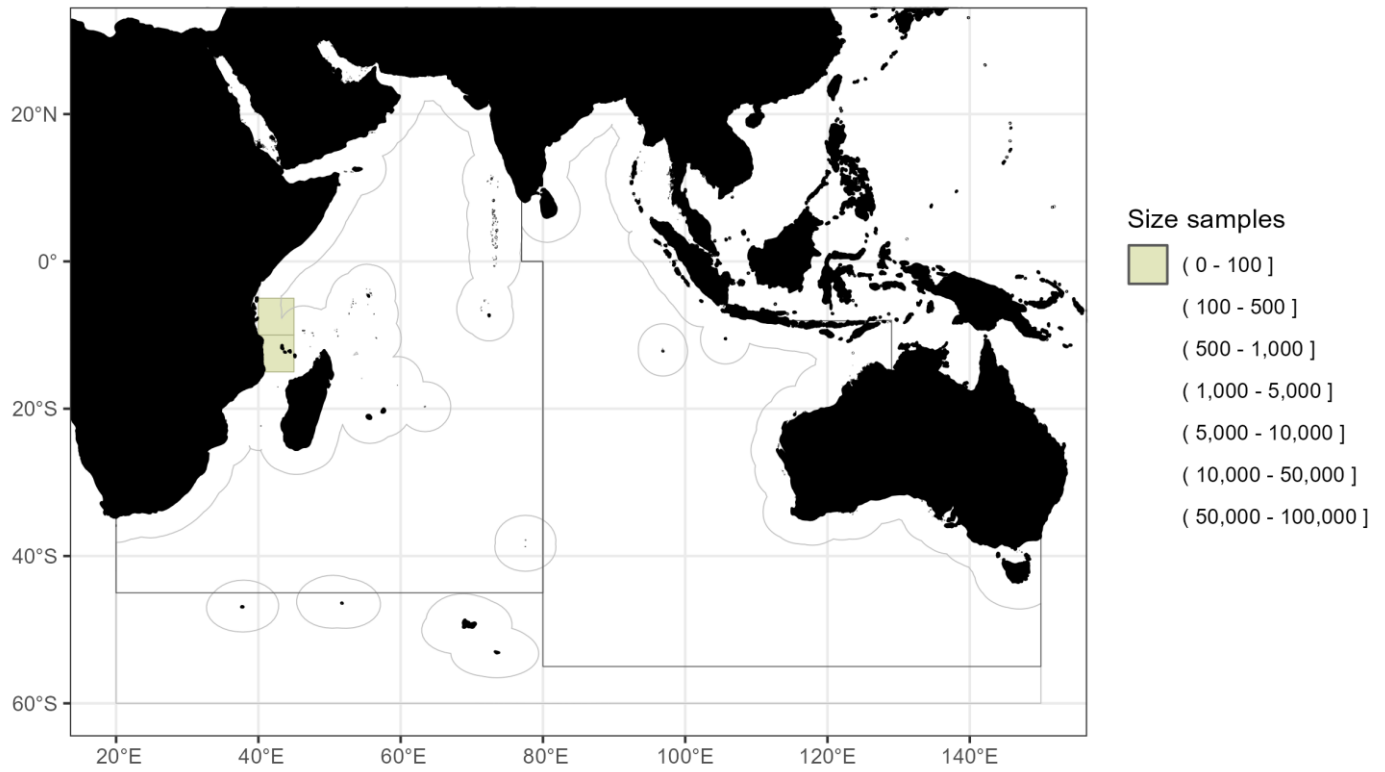 20°N
0°
20°S
40°S
60°S
20°E
40°E
60°E
80°E
100°E
120°E
140°E
Size samples
( 0 - 100 ]
( 100 - 500 ]
( 500 - 1,000 ]
( 1,000 - 5,000 ]
( 5,000 - 10,000 ]
( 10,000 - 50,000 ]
( 50,000 - 100,000 ]